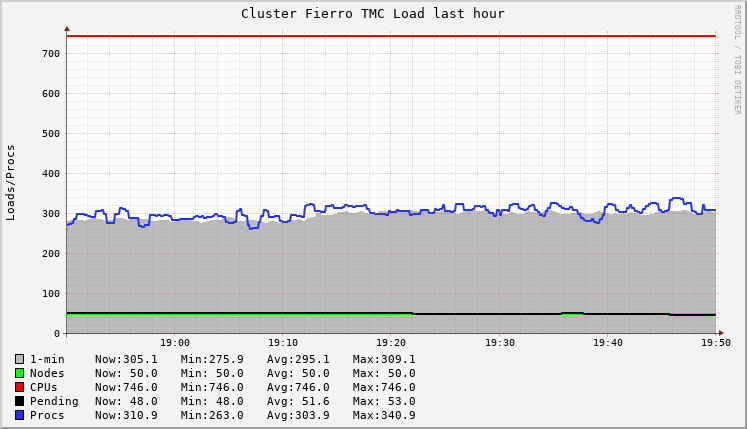 Cluster Fierro TMC Load last hour
RRDTOOL / TOBI OETIKER
Loads/Procs
700
600
500
400
300
200
100
0
19:00 19:10 19:20 19:30 19:40 19:50
1-min Now:305.1 Min:275.9 Avg:295.1 Max:309.1
Nodes Now: 50.0 Min: 50.0 Avg: 50.0 Max: 50.0
CPUs Now:746.0 Min:746.0 Avg:746.0 Max:746.0
Pending Now: 48.0 Min: 48.0 Avg: 51.6 Max: 53.0
Procs Now:310.9 Min:263.0 Avg:303.9 Max:340.9